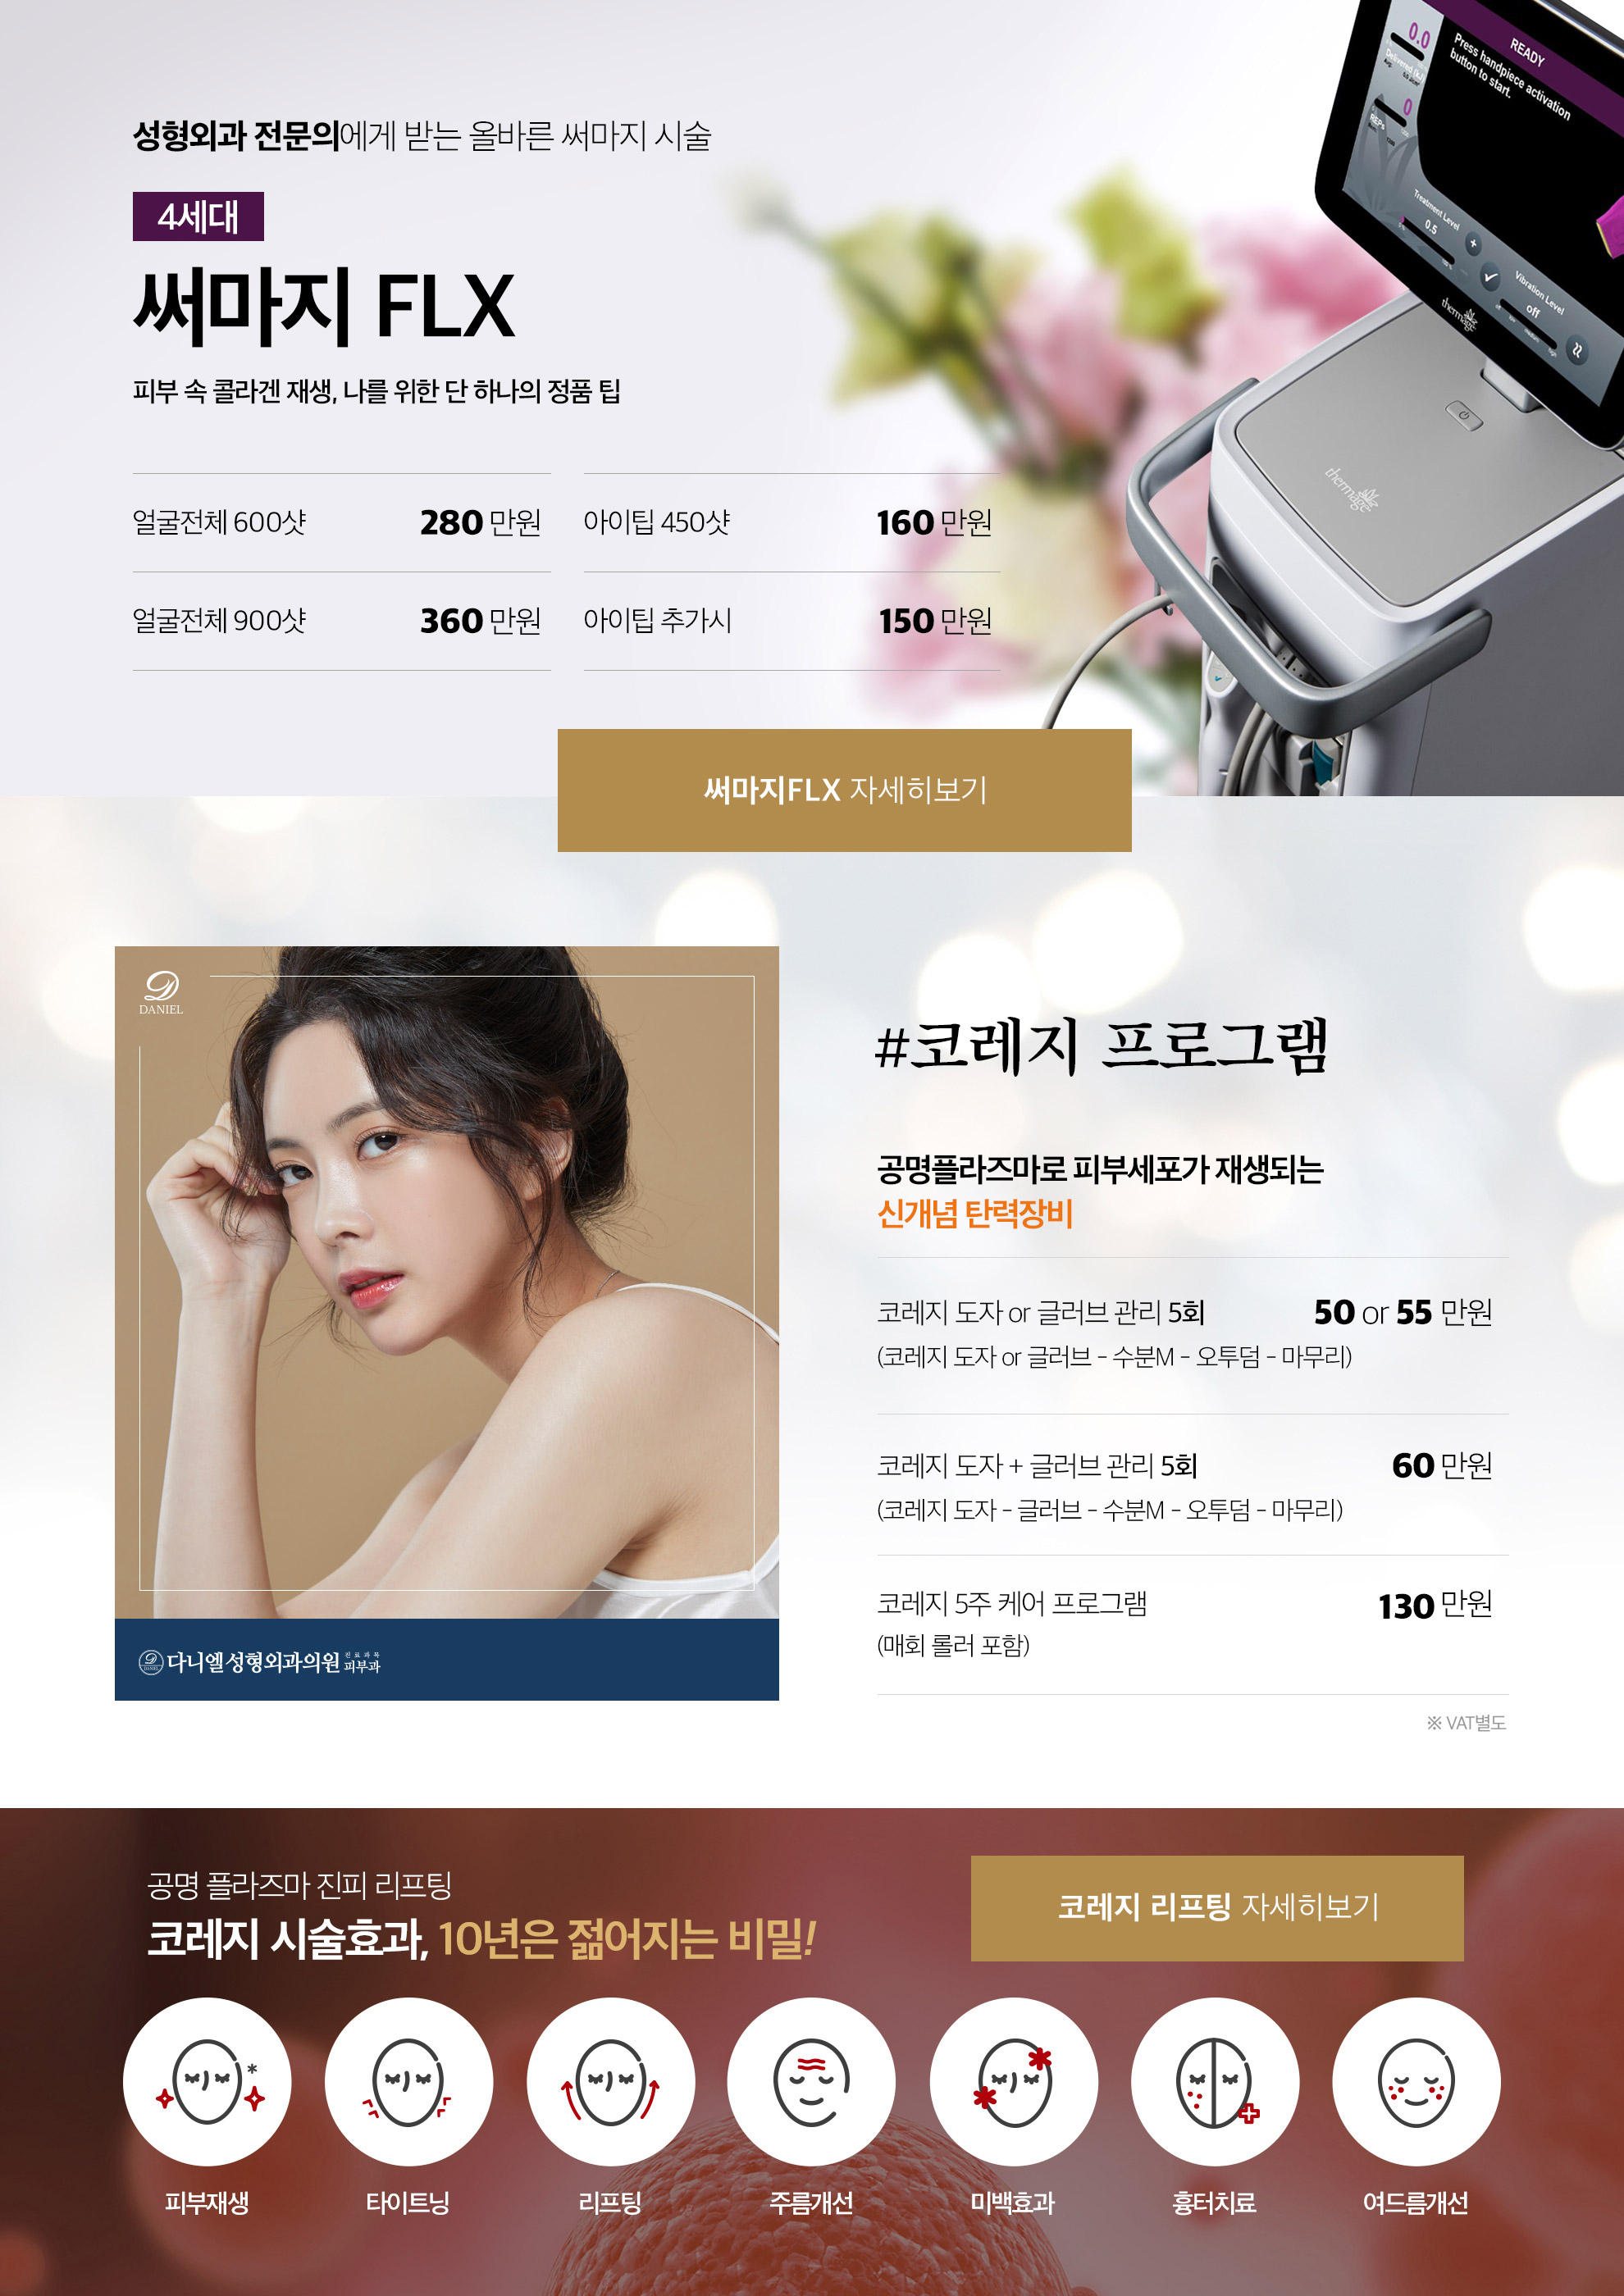 성형외과 전문의에게 받는 올바른 써마지 시술
4세대
써마지 FLX
피부 속 콜라겐 재생, 나를 위한 단 하나의 정품 팁
얼굴전체 600샷 280 만원
아이팁 450샷 160 만원
얼굴전체 900샷 360 만원
아이팁 추가시 150 만원
READY
Press handpiece activation
button to start.
0.0
0
REPs
Treatment Level
0.5
Vibration Level
off
thermage
thermage
써마지FLX 자세히보기
DANIEL
#코레지 프로그램
공명플라즈마로 피부세포가 재생되는
신개념 탄력장비
코레지 도자 or 글러브 관리 5회 50 or 55 만원
(코레지 도자 or 글러브 - 수분M - 오투덤 - 마무리)
코레지 도자 + 글러브 관리 5회 60 만원
(코레지 도자 - 글러브 - 수분M - 오투덤 - 마무리)
코레지 5주 케어 프로그램 130 만원
(매회 롤러 포함)
다니엘성형외과의원 진료과목 피부과
※ VAT별도
공명 플라즈마 진피 리프팅
코레지 시술효과, 10년은 젊어지는 비밀!
코레지 리프팅 자세히보기
피부재생
타이트닝
리프팅
주름개선
미백효과
흉터치료
여드름개선